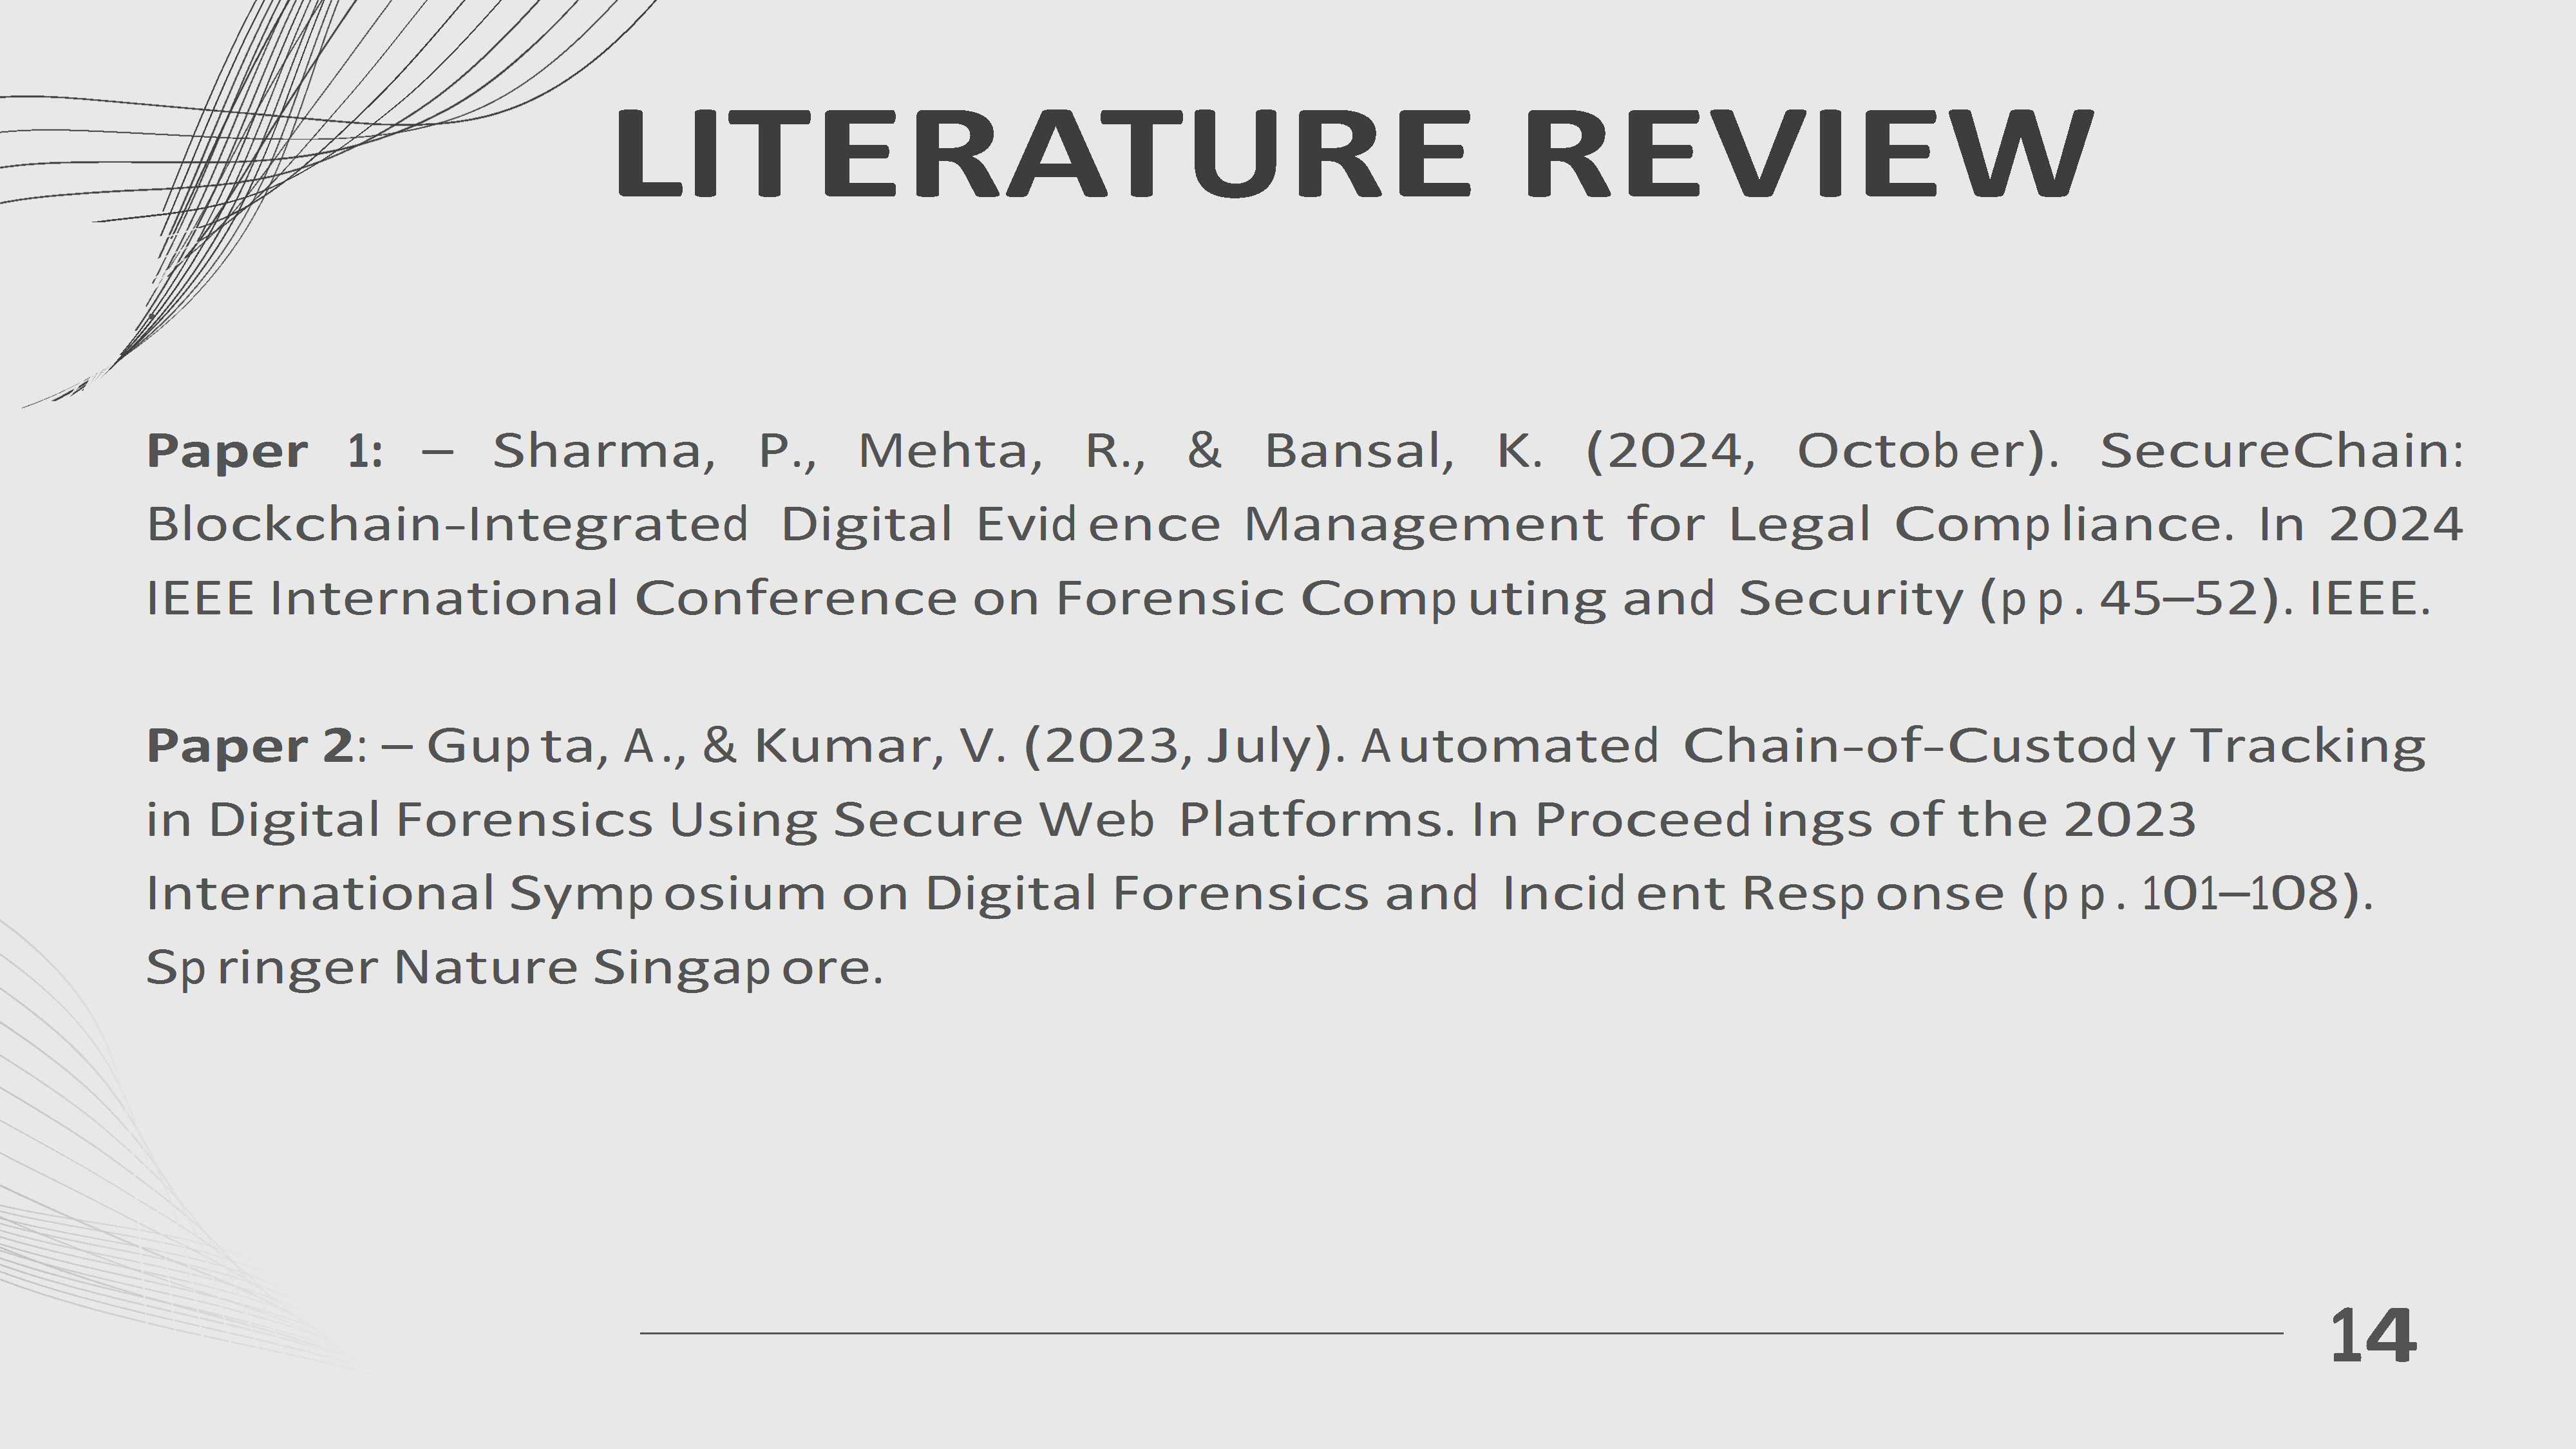 LITERATURE REVIEW
Paper 1: – Sharma, P., Mehta, R., & Bansal, K. (2024, October). SecureChain:
Blockchain-Integrated Digital Evidence Management for Legal Compliance. In 2024
IEEE International Conference on Forensic Computing and Security (pp. 45–52). IEEE.
Paper 2: – Gupta, A., & Kumar, V. (2023, July). Automated Chain-of-Custody Tracking
in Digital Forensics Using Secure Web Platforms. In Proceedings of the 2023
International Symposium on Digital Forensics and Incident Response (pp. 101–108).
Springer Nature Singapore.
14